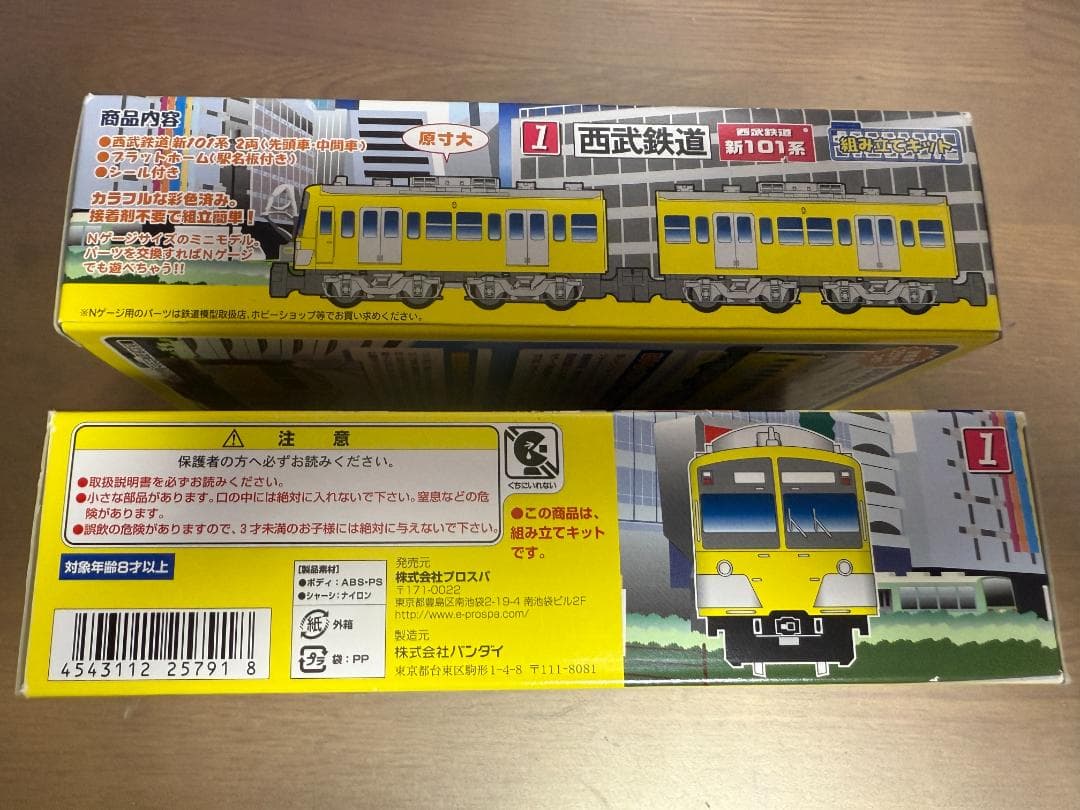 商品内容
●西武鉄道 新101系 2両(先頭車・中間車)
●プラットホーム(駅名板付き)
●シール付き
カラフルな彩色済み。
接着剤不要で組立簡単！
Nゲージサイズのミニモデル。
パーツを交換すればNゲージ
でも遊べちゃう!!
※Nゲージ用のパーツは鉄道模型取扱店、ホビーショップ等でお買い求めください。
原寸大
1
西武鉄道
西武鉄道
新101系
組み立てキット
注意
保護者の方へ必ずお読みください。
●取扱説明書を必ずお読みください。
●小さな部品があります。口の中には絶対に入れないで下さい。窒息などの危
険があります。
●誤飲の危険がありますので、3才未満のお子様には絶対に与えないで下さい。
くちにいれない
●この商品は、
組み立てキット
です。
対象年齢8才以上
4543112 225791 8
【製品素材】
●ボディ：ABS・PS
●シャーシ：ナイロン
紙 外箱
プラ 袋：PP
発売元
株式会社プロスパ
〒171-0022
東京都豊島区南池袋2-19-4 南池袋ビル2F
http://www.e-prospa.com/
製造元
株式会社バンダイ
東京都台東区駒形1-4-8 〒111-8081
1